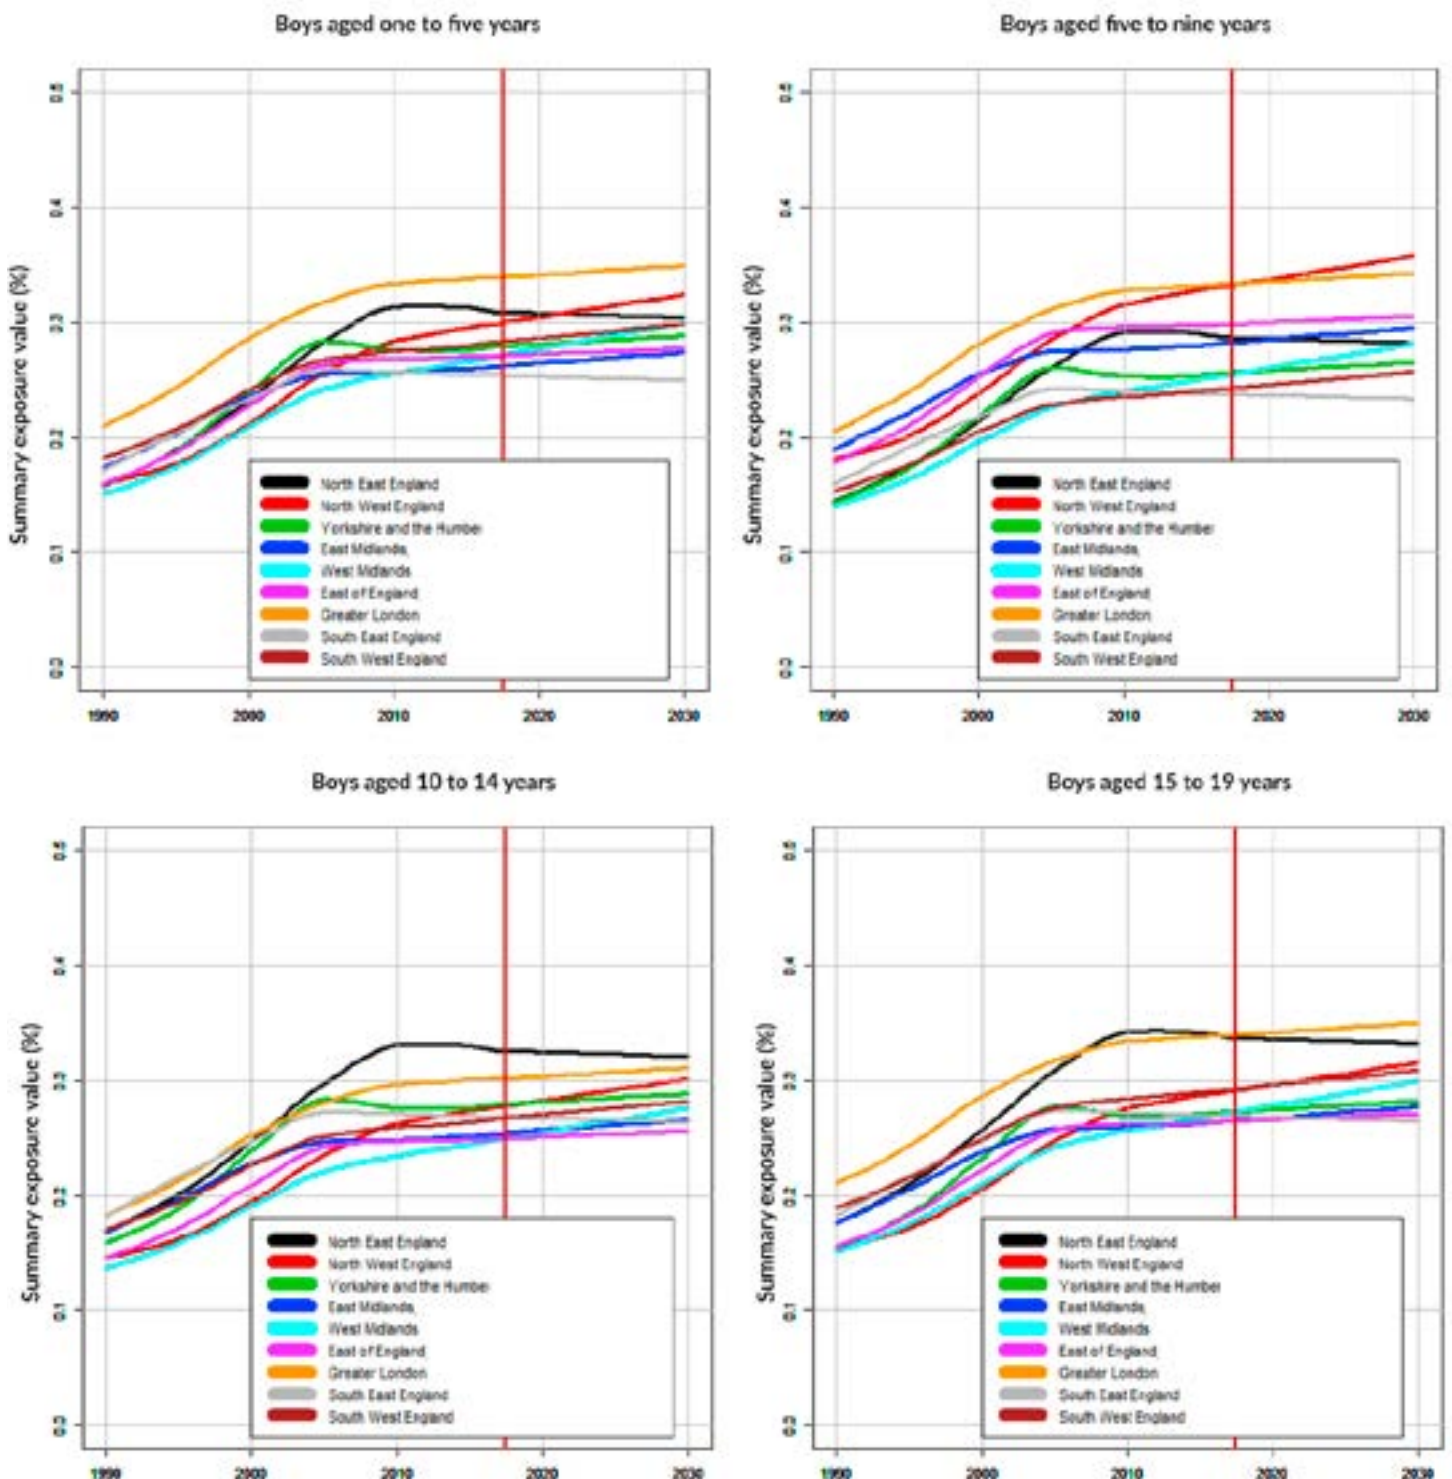 Boys aged one to five years
Summary exposure value (%)
0.5
0.4
0.3
0.2
0.1
0.0
North East England
North West England
Yorkshire and the Humber
East Midlands,
West Midlands
East of England
Greater London
South East England
South West England
1990 2000 2010 2020 2030
Boys aged five to nine years
Summary exposure value (%)
0.5
0.4
0.3
0.2
0.1
0.0
North East England
North West England
Yorkshire and the Humber
East Midlands,
West Midlands
East of England
Greater London
South East England
South West England
1990 2000 2010 2020 2030
Boys aged 10 to 14 years
Summary exposure value (%)
0.5
0.4
0.3
0.2
0.1
0.0
North East England
North West England
Yorkshire and the Humber
East Midlands,
West Midlands
East of England
Greater London
South East England
South West England
1990 2000 2010 2020 2030
Boys aged 15 to 19 years
Summary exposure value (%)
0.5
0.4
0.3
0.2
0.1
0.0
North East England
North West England
Yorkshire and the Humber
East Midlands,
West Midlands
East of England
Greater London
South East England
South West England
1990 2000 2010 2020 2030